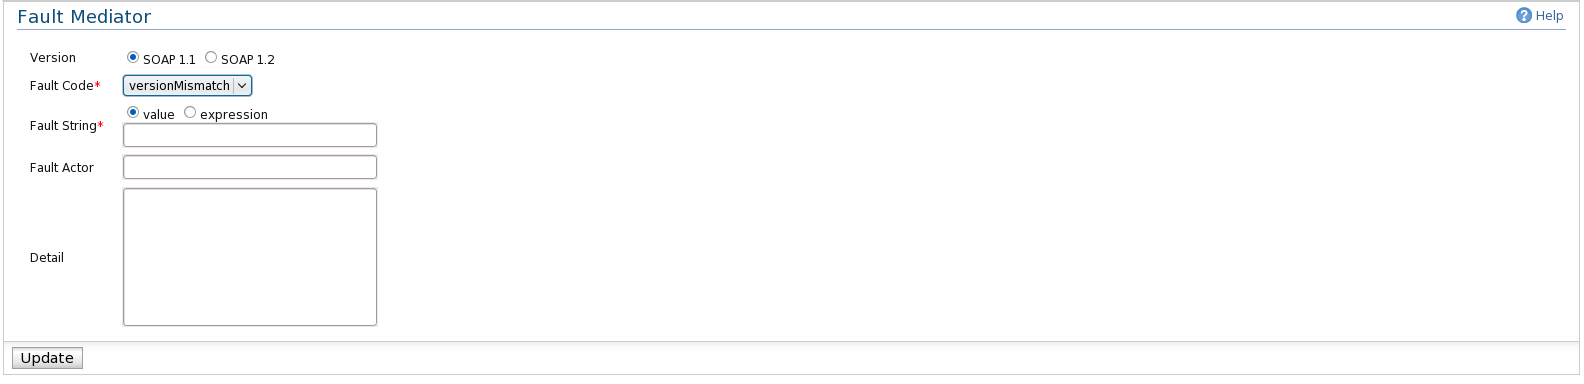 Fault Mediator
Help
Version SOAP 1.1 SOAP 1.2
Fault Code* versionMismatch
value expression
Fault String*
Fault Actor
Detail
Update